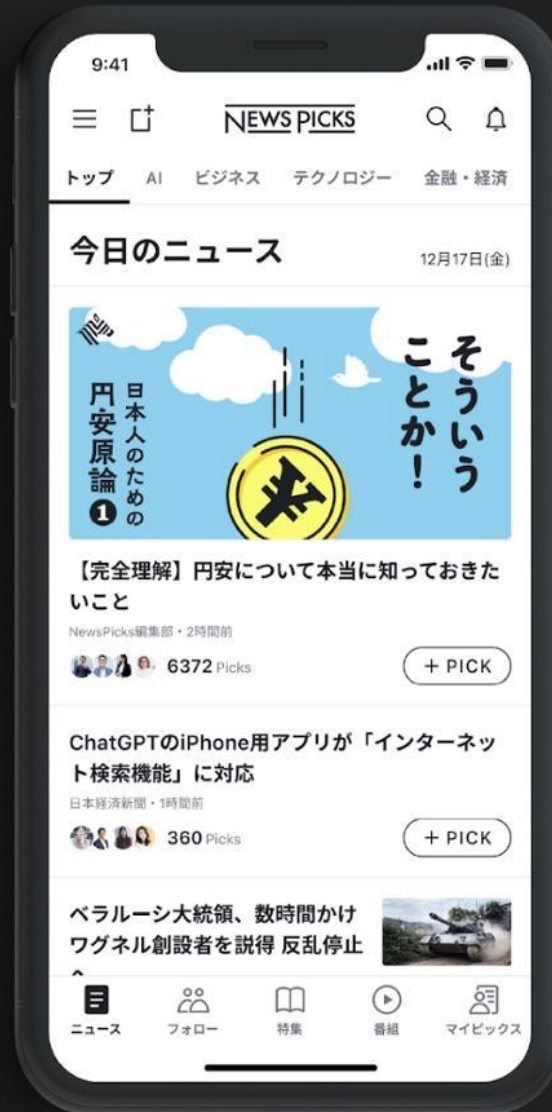 9:41
NEWS PICKS
トップ AI ビジネス テクノロジー 金融・経済
今日のニュース
12月17日(金)
そういう
ことか!
日本人のための
円安原論❶
【完全理解】円安について本当に知っておきた
いこと
NewsPicks編集部・2時間前
6372 Picks
+ PICK
ChatGPTのiPhone用アプリが「インターネッ
ト検索機能」に対応
日本経済新聞・1時間前
360 Picks
+ PICK
ベラルーシ大統領、数時間かけ
ワグネル創設者を説得 反乱停止
へ
ニュース フォロー 特集 番組 マイピックス